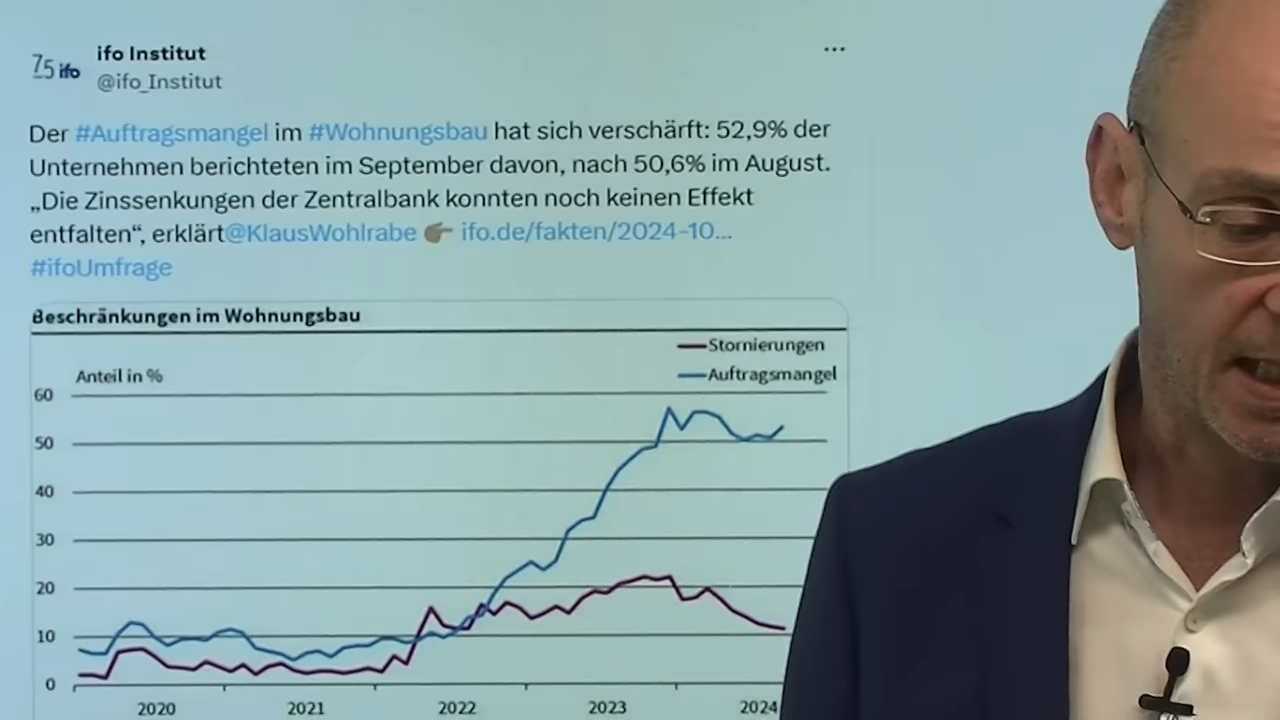 75 ifo
ifo Institut
@ifo_Institut
Der #Auftragsmangel im #Wohnungsbau hat sich verschärft: 52,9% der
Unternehmen berichteten im September davon, nach 50,6% im August.
„Die Zinssenkungen der Zentralbank konnten noch keinen Effekt
entfalten“, erklärt@KlausWohlrabe 👉 ifo.de/fakten/2024-10...
#ifoUmfrage
Beschränkungen im Wohnungsbau
Stornierungen
Auftragsmangel
Anteil in %
60
50
40
30
20
10
0
2020 2021 2022 2023 2024